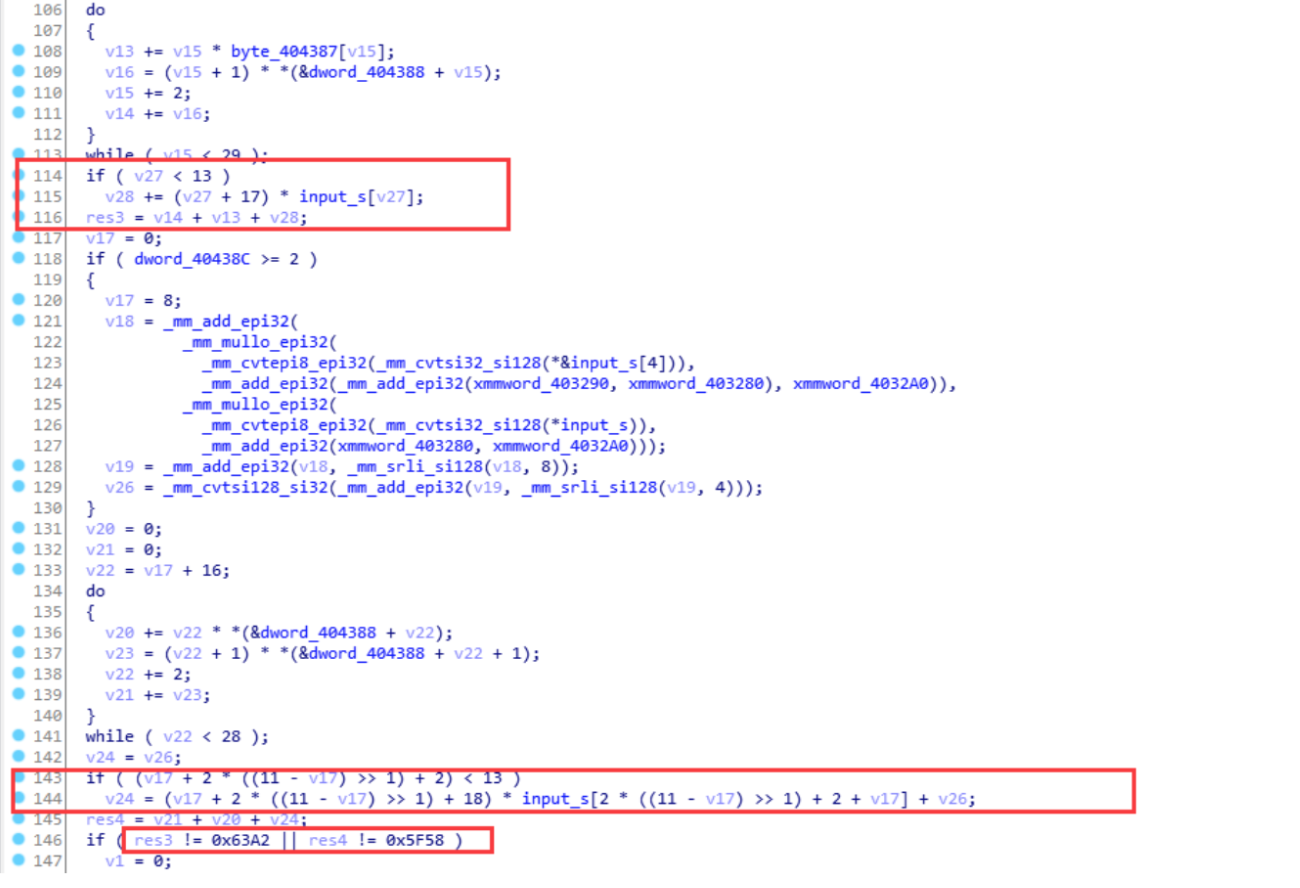 106 do
107 {
108 v13 += v15 * byte_404387[v15];
109 v16 = (v15 + 1) * *(&dword_404388 + v15);
110 v15 += 2;
111 v14 += v16;
112 }
113 while ( v15 < 29 );
114 if ( v27 < 13 )
115 v28 += (v27 + 17) * input_s[v27];
116 res3 = v14 + v13 + v28;
117 v17 = 0;
118 if ( dword_40438C >= 2 )
119 {
120 v17 = 8;
121 v18 = _mm_add_epi32(
122 _mm_mullo_epi32(
123 _mm_cvtepi8_epi32(_mm_cvtsi32_si128(*&input_s[4])),
124 _mm_add_epi32(_mm_add_epi32(xmmword_403290, xmmword_403280), xmmword_4032A0)),
125 _mm_mullo_epi32(
126 _mm_cvtepi8_epi32(_mm_cvtsi32_si128(*input_s)),
127 _mm_add_epi32(xmmword_403280, xmmword_4032A0)));
128 v19 = _mm_add_epi32(v18, _mm_srli_si128(v18, 8));
129 v26 = _mm_cvtsi128_si32(_mm_add_epi32(v19, _mm_srli_si128(v19, 4)));
130 }
131 v20 = 0;
132 v21 = 0;
133 v22 = v17 + 16;
134 do
135 {
136 v20 += v22 * *(&dword_404388 + v22);
137 v23 = (v22 + 1) * *(&dword_404388 + v22 + 1);
138 v22 += 2;
139 v21 += v23;
140 }
141 while ( v22 < 28 );
142 v24 = v26;
143 if ( (v17 + 2 * ((11 - v17) >> 1) + 2) < 13 )
144 v24 = (v17 + 2 * ((11 - v17) >> 1) + 18) * input_s[2 * ((11 - v17) >> 1) + 2 + v17] + v26;
145 res4 = v21 + v20 + v24;
146 if ( res3 != 0x63A2 || res4 != 0x5F58 )
147 v1 = 0;